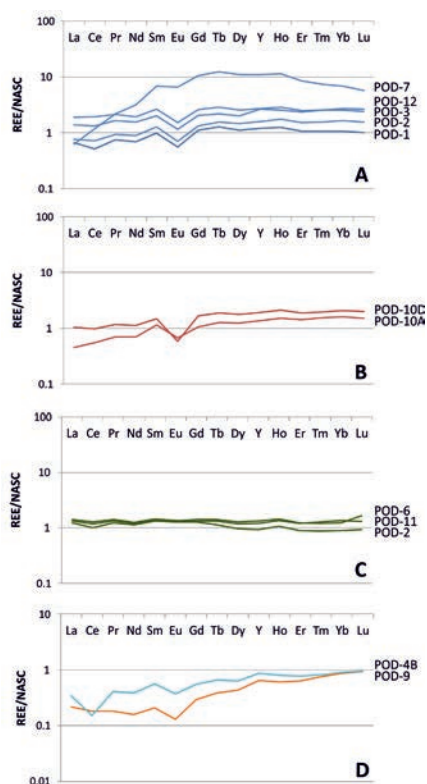 100
La Ce Pr Nd Sm Eu Gd Tb Dy Y Ho Er Tm Yb Lu
10
1
0.1
REE/NASC
POD-7
POD-12
POD-3
POD-2
POD-1
A
100
La Ce Pr Nd Sm Eu Gd Tb Dy Y Ho Er Tm Yb Lu
10
1
0.1
REE/NASC
POD-10D
POD-10A
B
100
La Ce Pr Nd Sm Eu Gd Tb Dy Y Ho Er Tm Yb Lu
10
1
0.1
REE/NASC
POD-6
POD-11
POD-2
C
10
La Ce Pr Nd Sm Eu Gd Tb Dy Y Ho Er Tm Yb Lu
1
0.1
0.01
REE/NASC
POD-4B
POD-9
D